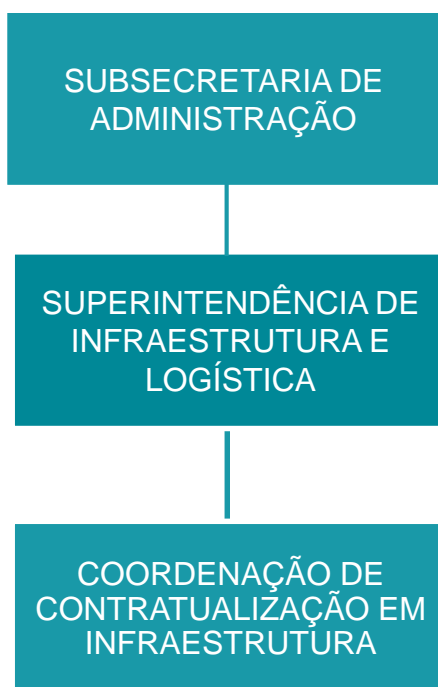 SUBSECRETARIA DE
ADMINISTRAÇÃO
SUPERINTENDÊNCIA DE
INFRAESTRUTURA E
LOGÍSTICA
COORDENAÇÃO DE
CONTRATUALIZAÇÃO EM
INFRAESTRUTURA